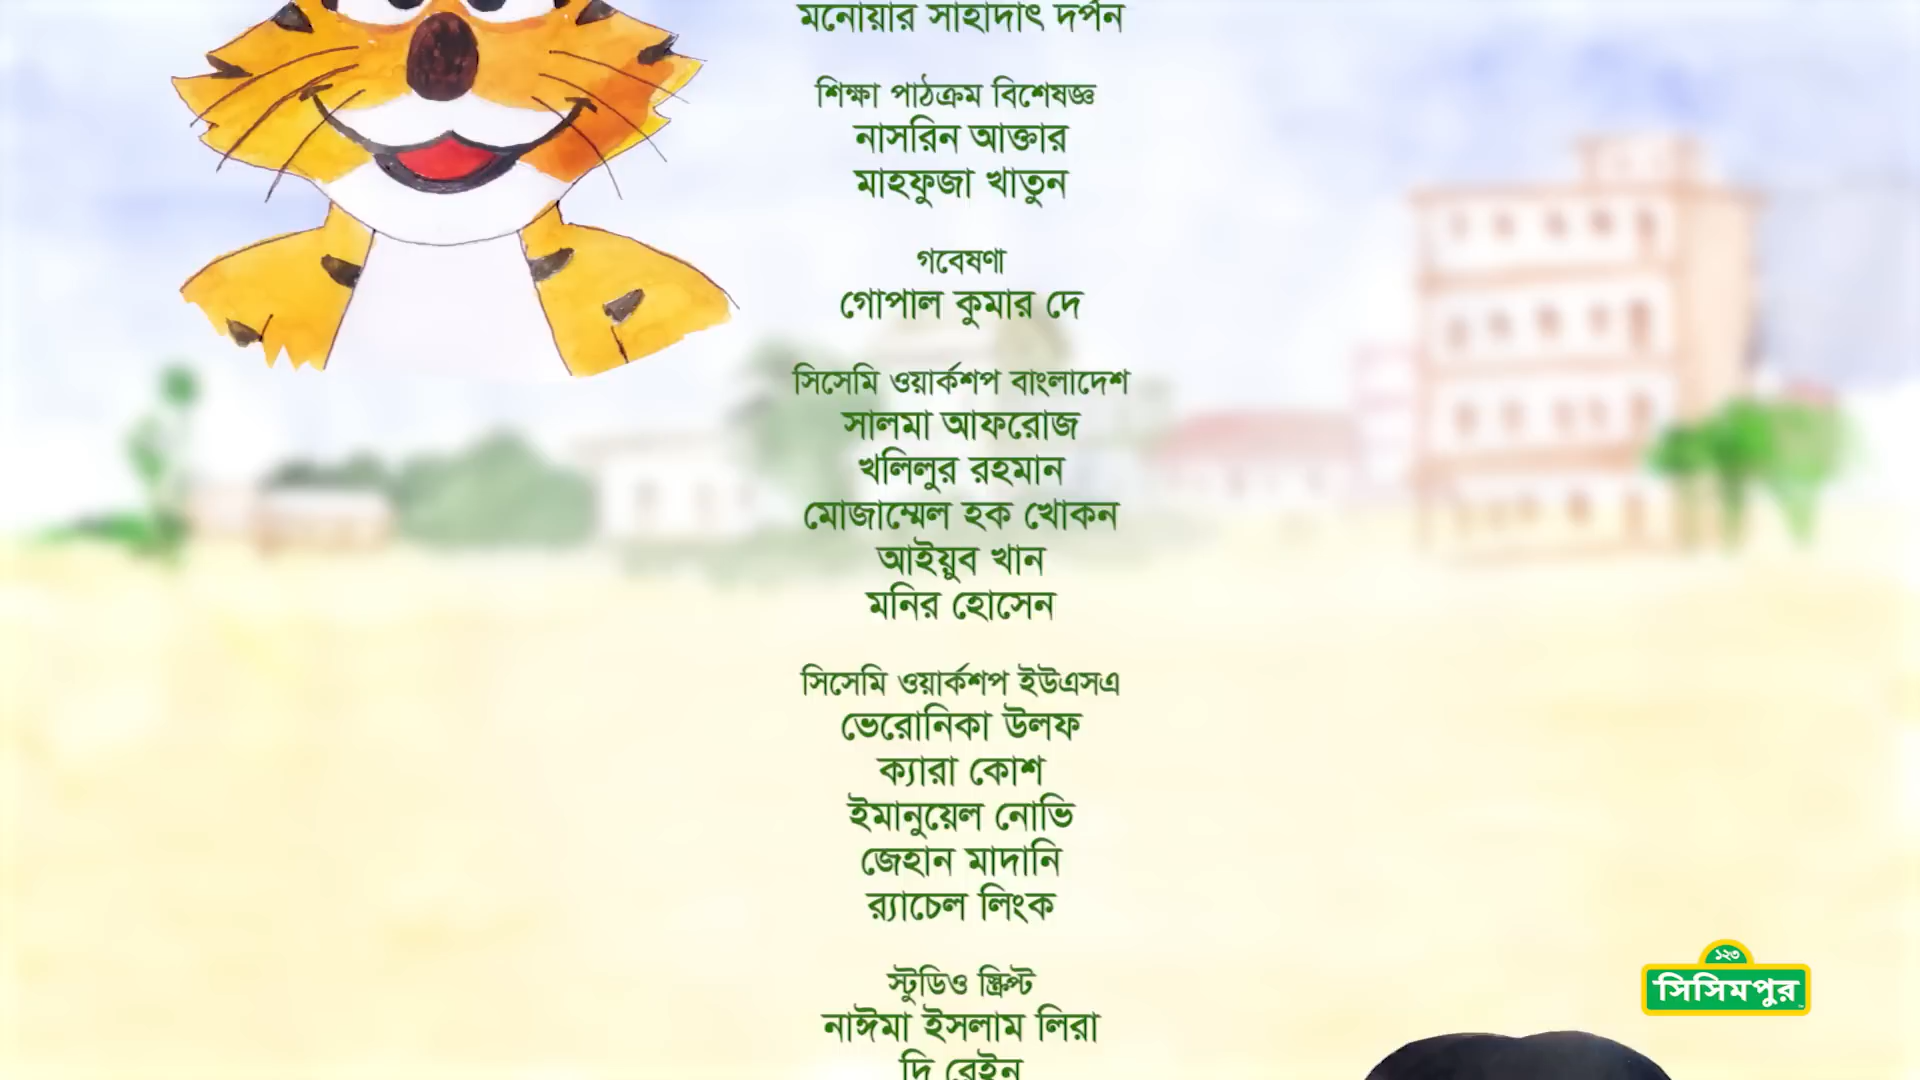 মনোয়ার সাহাদাৎ দর্পন
শিক্ষা পাঠক্রম বিশেষজ্ঞ
নাসরিন আক্তার
মাহফুজা খাতুন
গবেষণা
গোপাল কুমার দে
সিসেমি ওয়ার্কশপ বাংলাদেশ
সালমা আফরোজ
খলিলুর রহমান
মোজাম্মেল হক খোকন
আইয়ুব খান
মনির হোসেন
সিসেমি ওয়ার্কশপ ইউএসএ
ভেরোনিকা উলফ
ক্যারা কোশ
ইমানুয়েল নোভি
জেহান মাদানি
র‍্যাচেল লিংক
স্টুডিও স্ক্রিপ্ট
নাঈমা ইসলাম লিরা
দি রেইন
১২৩
সিসিমপুর